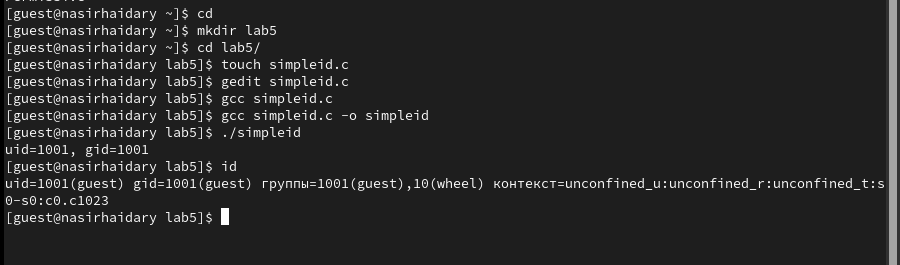 [guest@nasirhaidary ~]$ cd
[guest@nasirhaidary ~]$ mkdir lab5
[guest@nasirhaidary ~]$ cd lab5/
[guest@nasirhaidary lab5]$ touch simpleid.c
[guest@nasirhaidary lab5]$ gedit simpleid.c
[guest@nasirhaidary lab5]$ gcc simpleid.c
[guest@nasirhaidary lab5]$ gcc simpleid.c -o simpleid
[guest@nasirhaidary lab5]$ ./simpleid
uid=1001, gid=1001
[guest@nasirhaidary lab5]$ id
uid=1001(guest) gid=1001(guest) группы=1001(guest),10(wheel) контекст=unconfined_u:unconfined_r:unconfined_t:s
0-s0:c0.c1023
[guest@nasirhaidary lab5]$